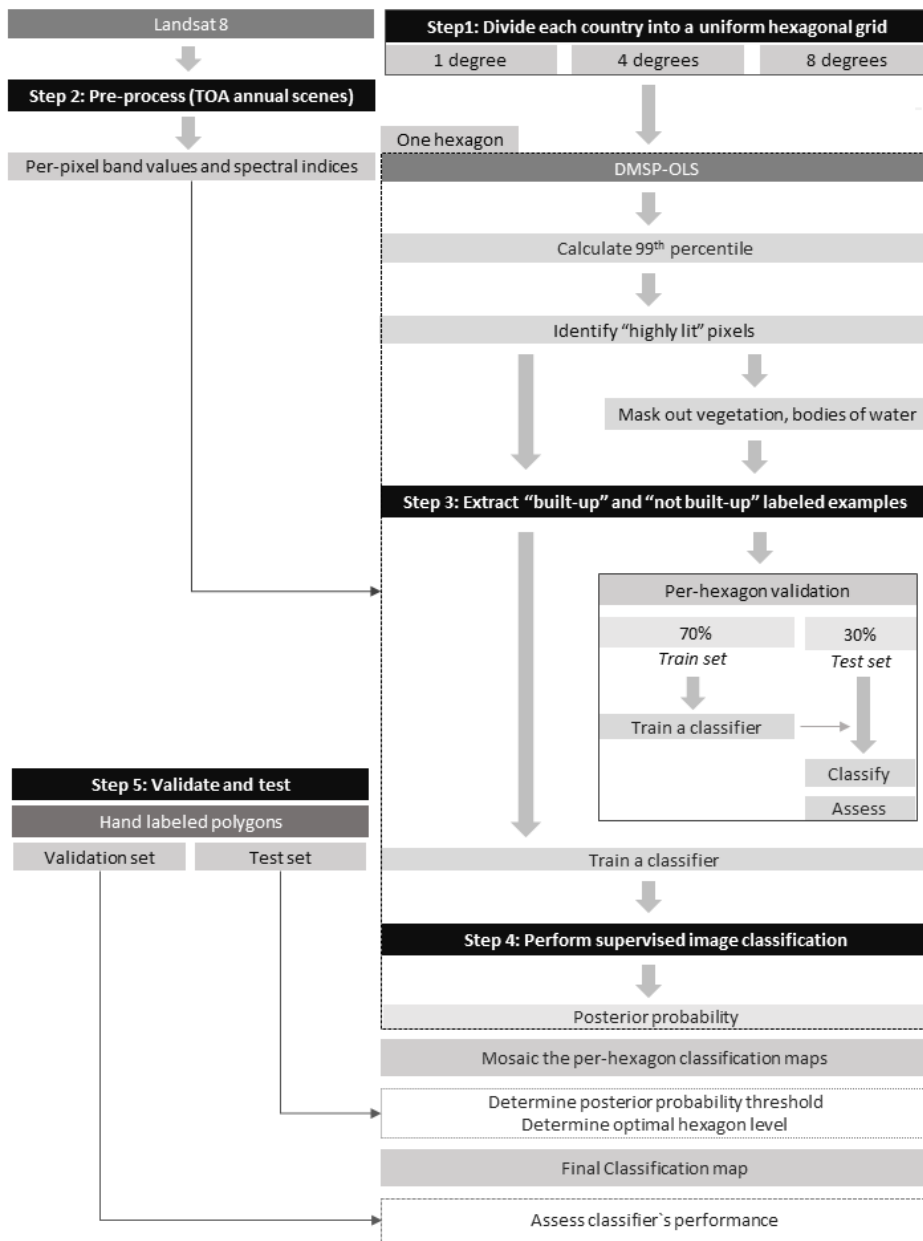 Landsat 8
Step 2: Pre-process (TOA annual scenes)
Per-pixel band values and spectral indices
Step1: Divide each country into a uniform hexagonal grid
1 degree
4 degrees
8 degrees
One hexagon
DMSP-OLS
Calculate 99th percentile
Identify “highly lit” pixels
Mask out vegetation, bodies of water
Step 3: Extract “built-up” and “not built-up” labeled examples
Per-hexagon validation
70%
Train set
30%
Test set
Train a classifier
Classify
Assess
Step 5: Validate and test
Hand labeled polygons
Validation set
Test set
Train a classifier
Step 4: Perform supervised image classification
Posterior probability
Mosaic the per-hexagon classification maps
Determine posterior probability threshold
Determine optimal hexagon level
Final Classification map
Assess classifier`s performance